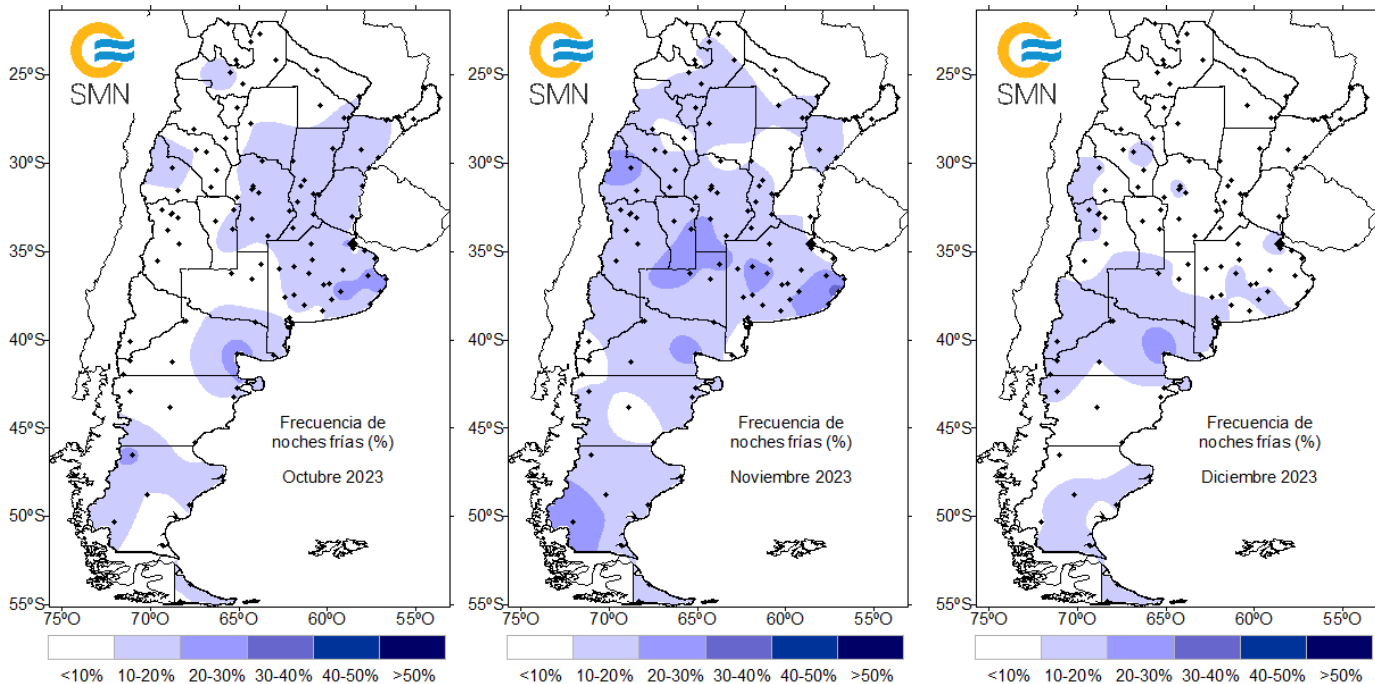 SMN
25ºS
30ºS
35ºS
40ºS
45ºS
50ºS
55ºS
75ºO
70ºO
65ºO
60ºO
55ºO
Frecuencia de
noches frías (%)
Octubre 2023
<10%
10-20%
20-30%
30-40%
40-50%
>50%
SMN
25ºS
30ºS
35ºS
40ºS
45ºS
50ºS
55ºS
75ºO
70ºO
65ºO
60ºO
55ºO
Frecuencia de
noches frías (%)
Noviembre 2023
<10%
10-20%
20-30%
30-40%
40-50%
>50%
SMN
25ºS
30ºS
35ºS
40ºS
45ºS
50ºS
55ºS
75ºO
70ºO
65ºO
60ºO
55ºO
Frecuencia de
noches frías (%)
Diciembre 2023
<10%
10-20%
20-30%
30-40%
40-50%
>50%